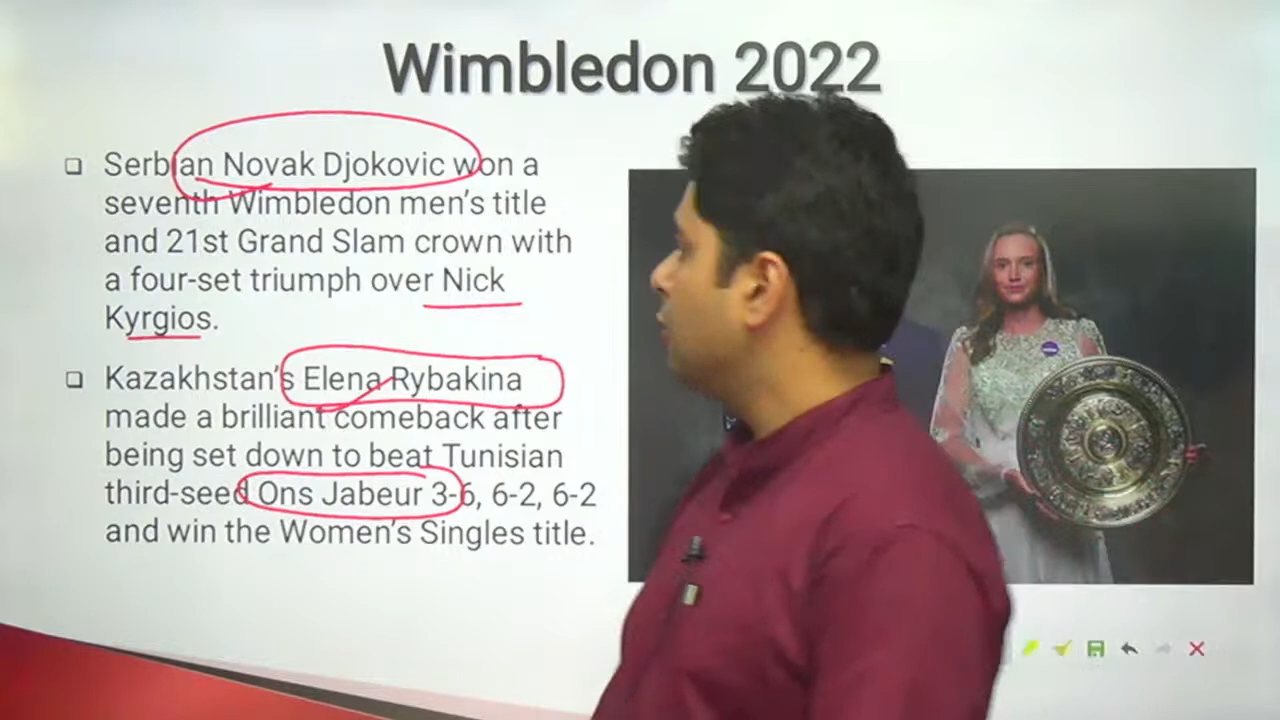 Wimbledon 2022
Serbian Novak Djokovic won a
seventh Wimbledon men's title
and 21st Grand Slam crown with
a four-set triumph over Nick
Kyrgios.
Kazakhstan's Elena Rybakina
made a brilliant comeback after
being set down to beat Tunisian
third-seed Ons Jabeur 3-6, 6-2, 6-2
and win the Women's Singles title.